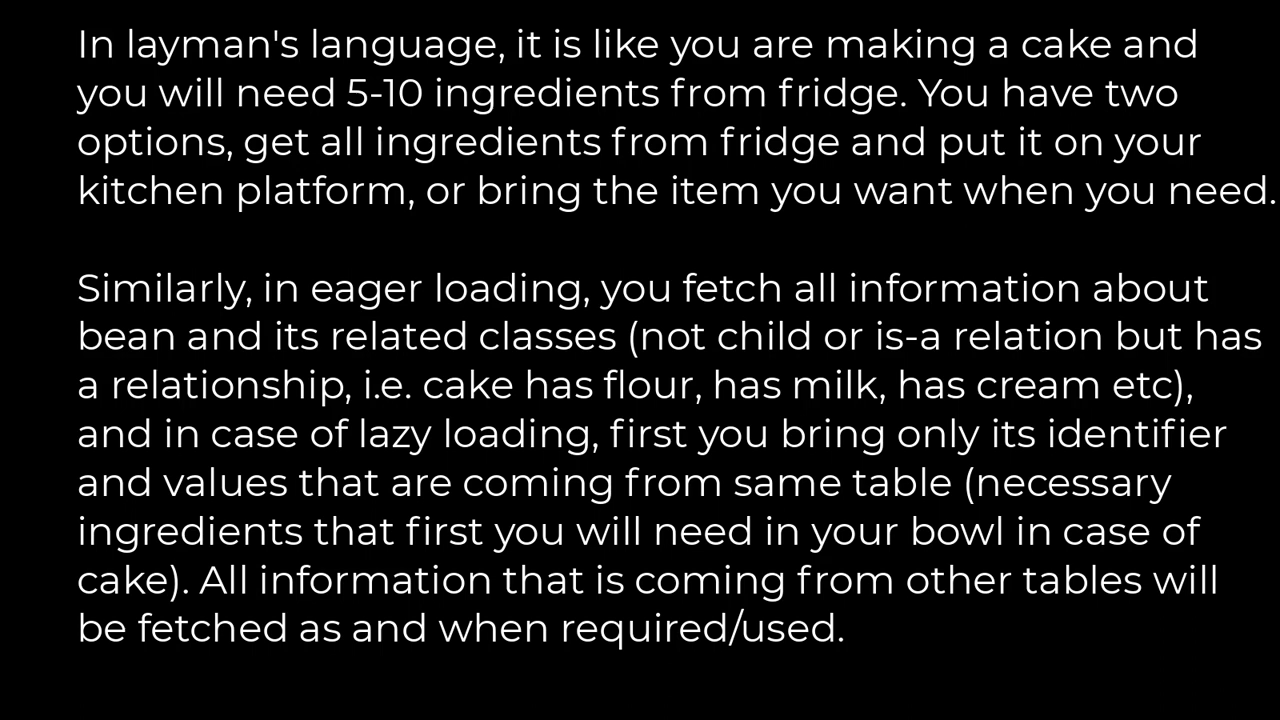 In layman's language, it is like you are making a cake and
you will need 5-10 ingredients from fridge. You have two
options, get all ingredients from fridge and put it on your
kitchen platform, or bring the item you want when you need.
Similarly, in eager loading, you fetch all information about
bean and its related classes (not child or is-a relation but has
a relationship, i.e. cake has flour, has milk, has cream etc),
and in case of lazy loading, first you bring only its identifier
and values that are coming from same table (necessary
ingredients that first you will need in your bowl in case of
cake). All information that is coming from other tables will
be fetched as and when required/used.